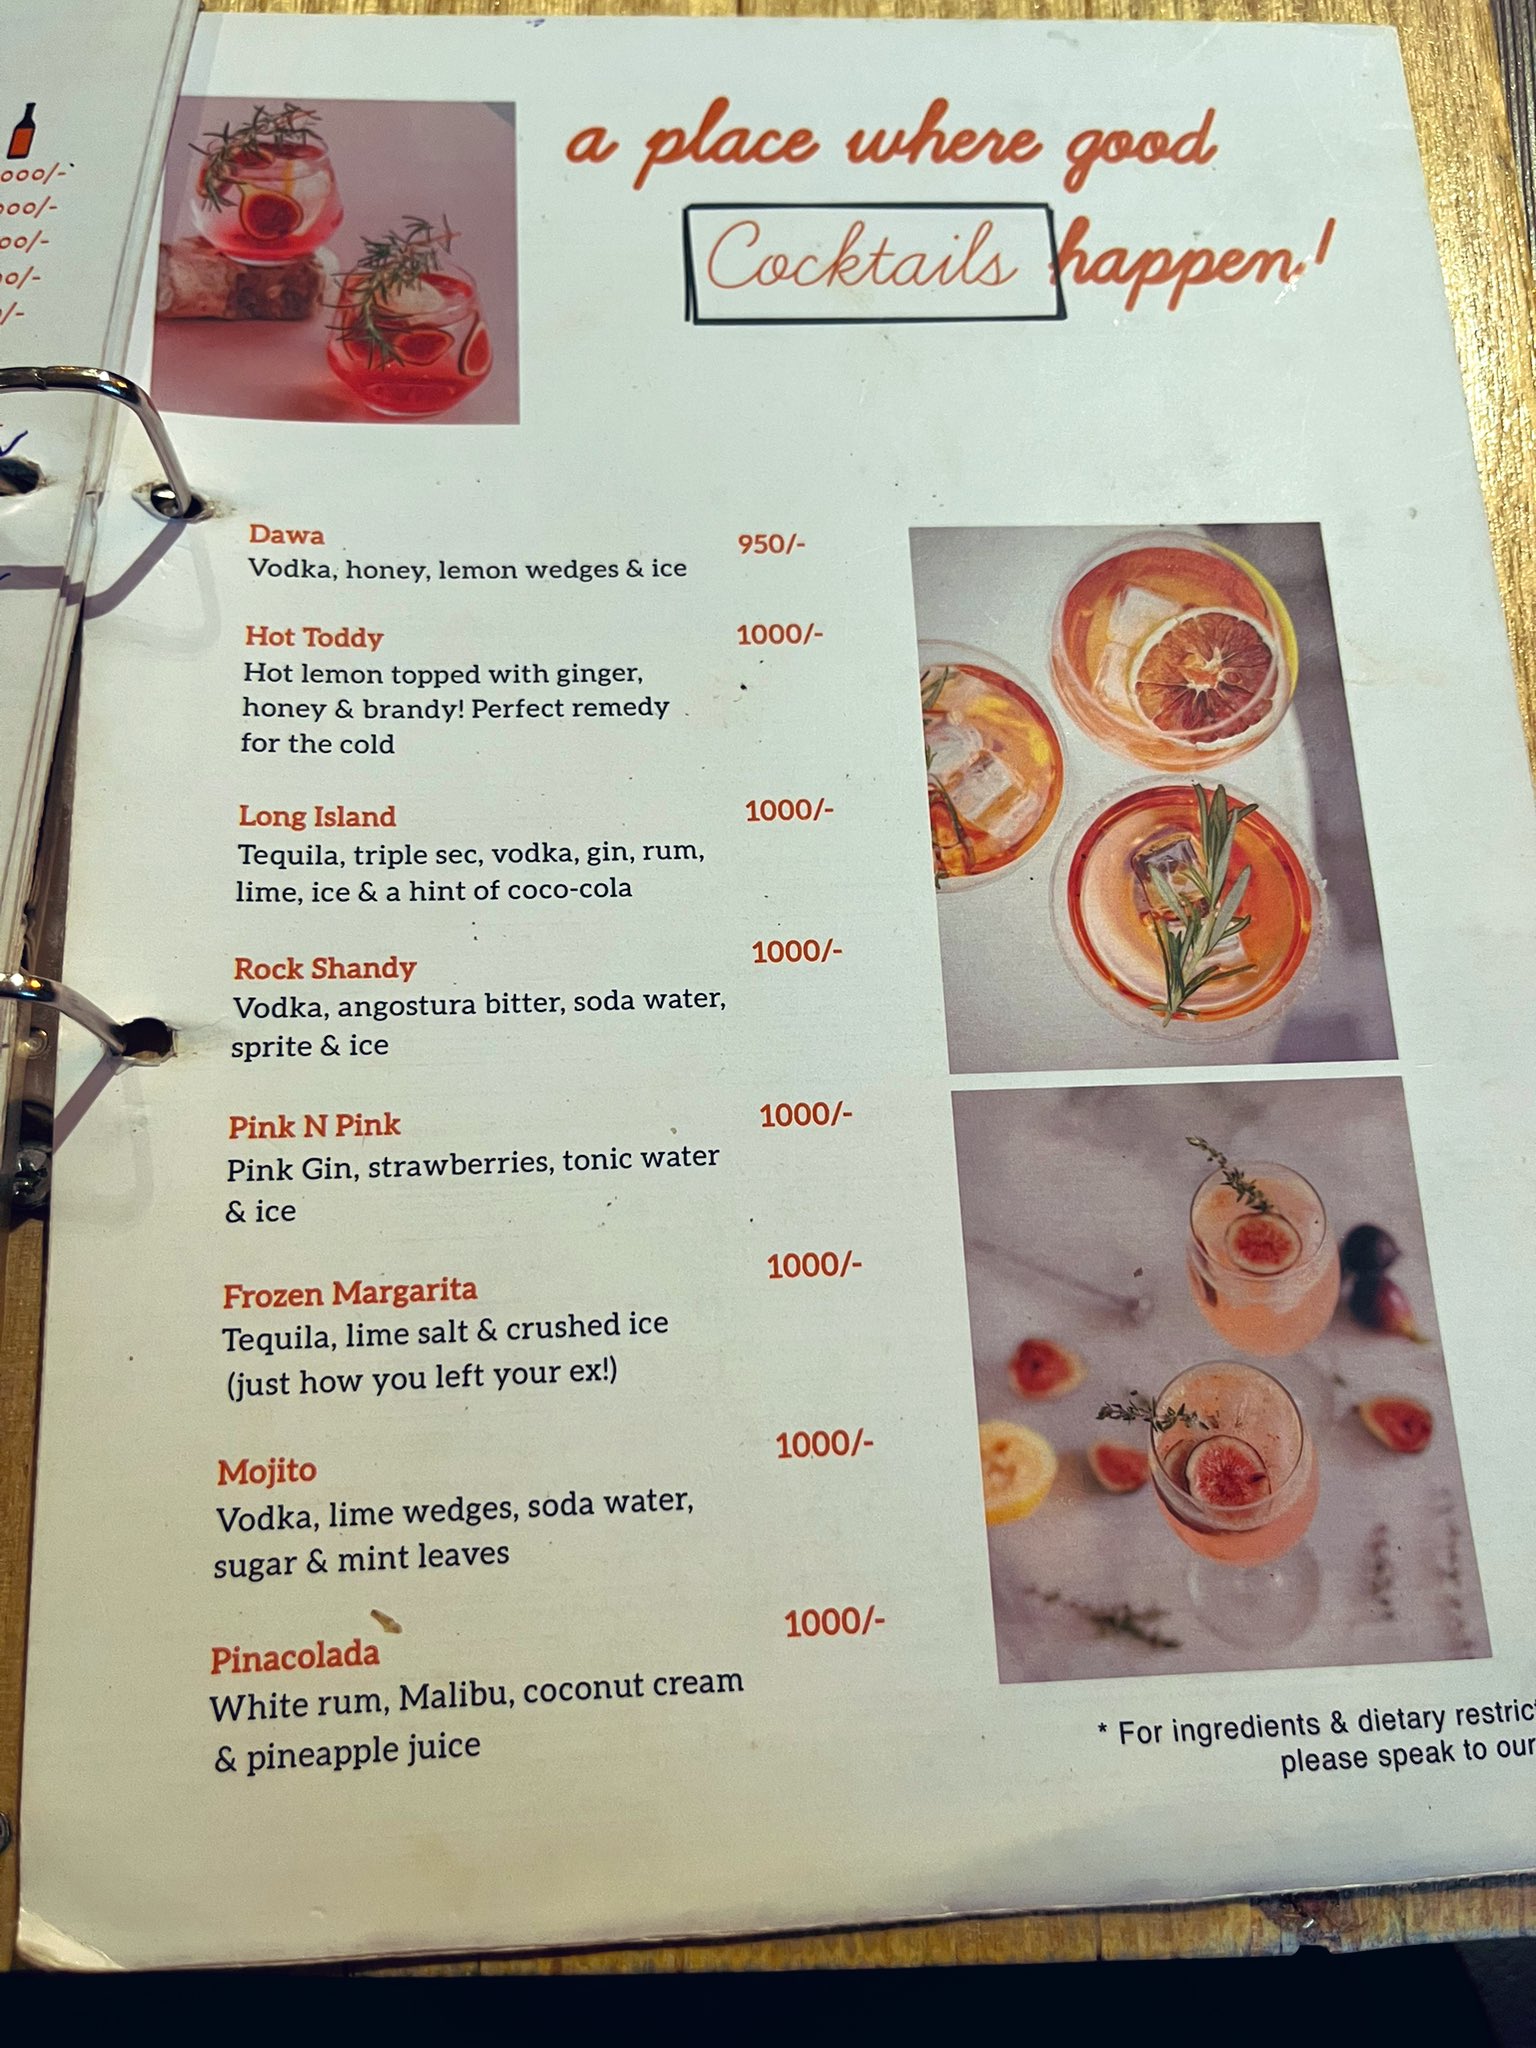 000/-
000/-
00/-
00/-
0/-
a place where good
Cocktails happen!
Dawa 950/-
Vodka, honey, lemon wedges & ice
Hot Toddy 1000/-
Hot lemon topped with ginger,
honey & brandy! Perfect remedy
for the cold
Long Island 1000/-
Tequila, triple sec, vodka, gin, rum,
lime, ice & a hint of coco-cola
Rock Shandy 1000/-
Vodka, angostura bitter, soda water,
sprite & ice
Pink N Pink 1000/-
Pink Gin, strawberries, tonic water
& ice
Frozen Margarita 1000/-
Tequila, lime salt & crushed ice
(just how you left your ex!)
Mojito 1000/-
Vodka, lime wedges, soda water,
sugar & mint leaves
Pinacolada 1000/-
White rum, Malibu, coconut cream
& pineapple juice
* For ingredients & dietary restric
please speak to our